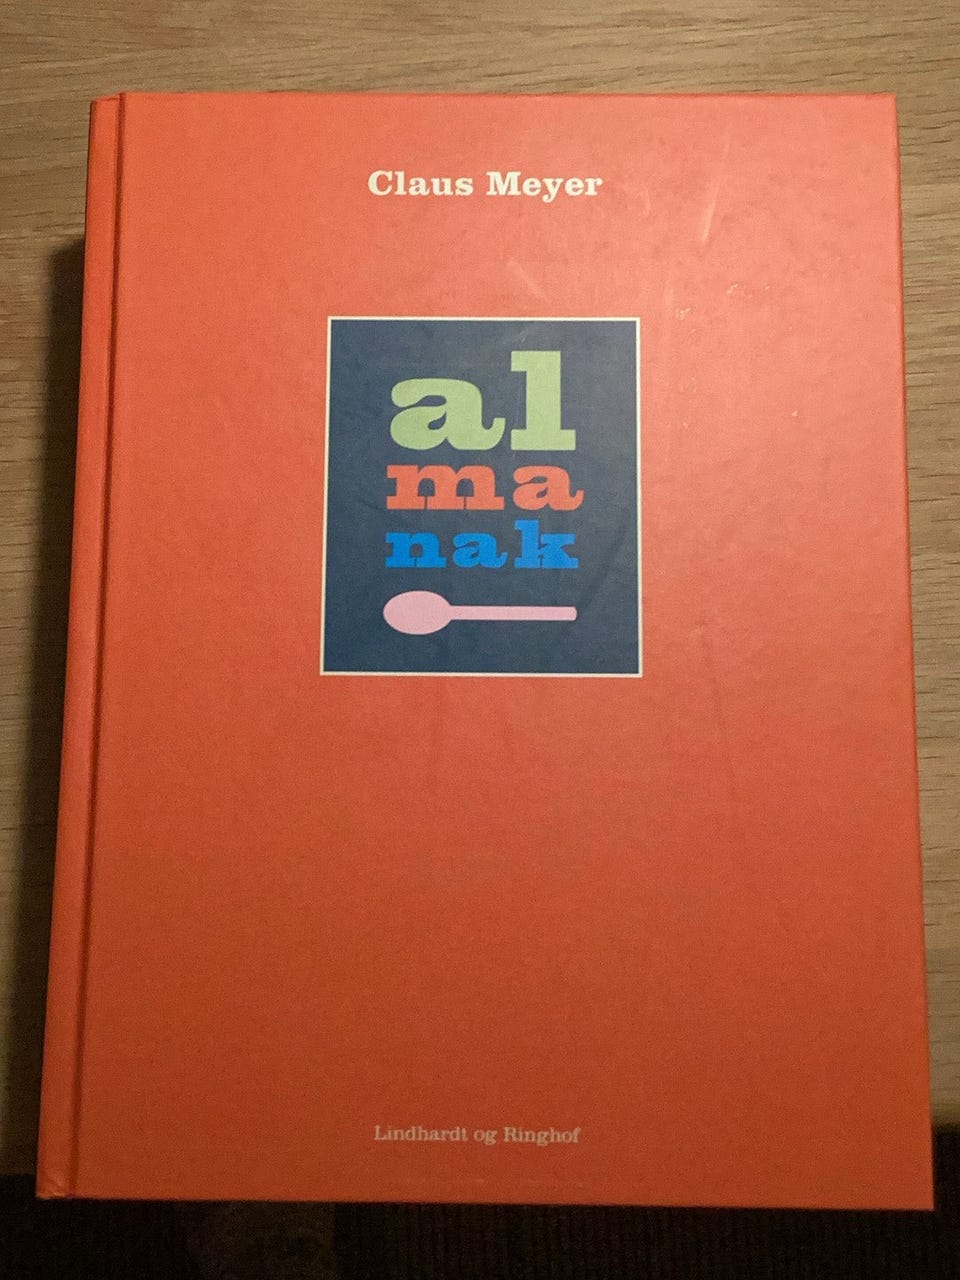 Claus Meyer
al
ma
nak
Lindhardt og Ringhof